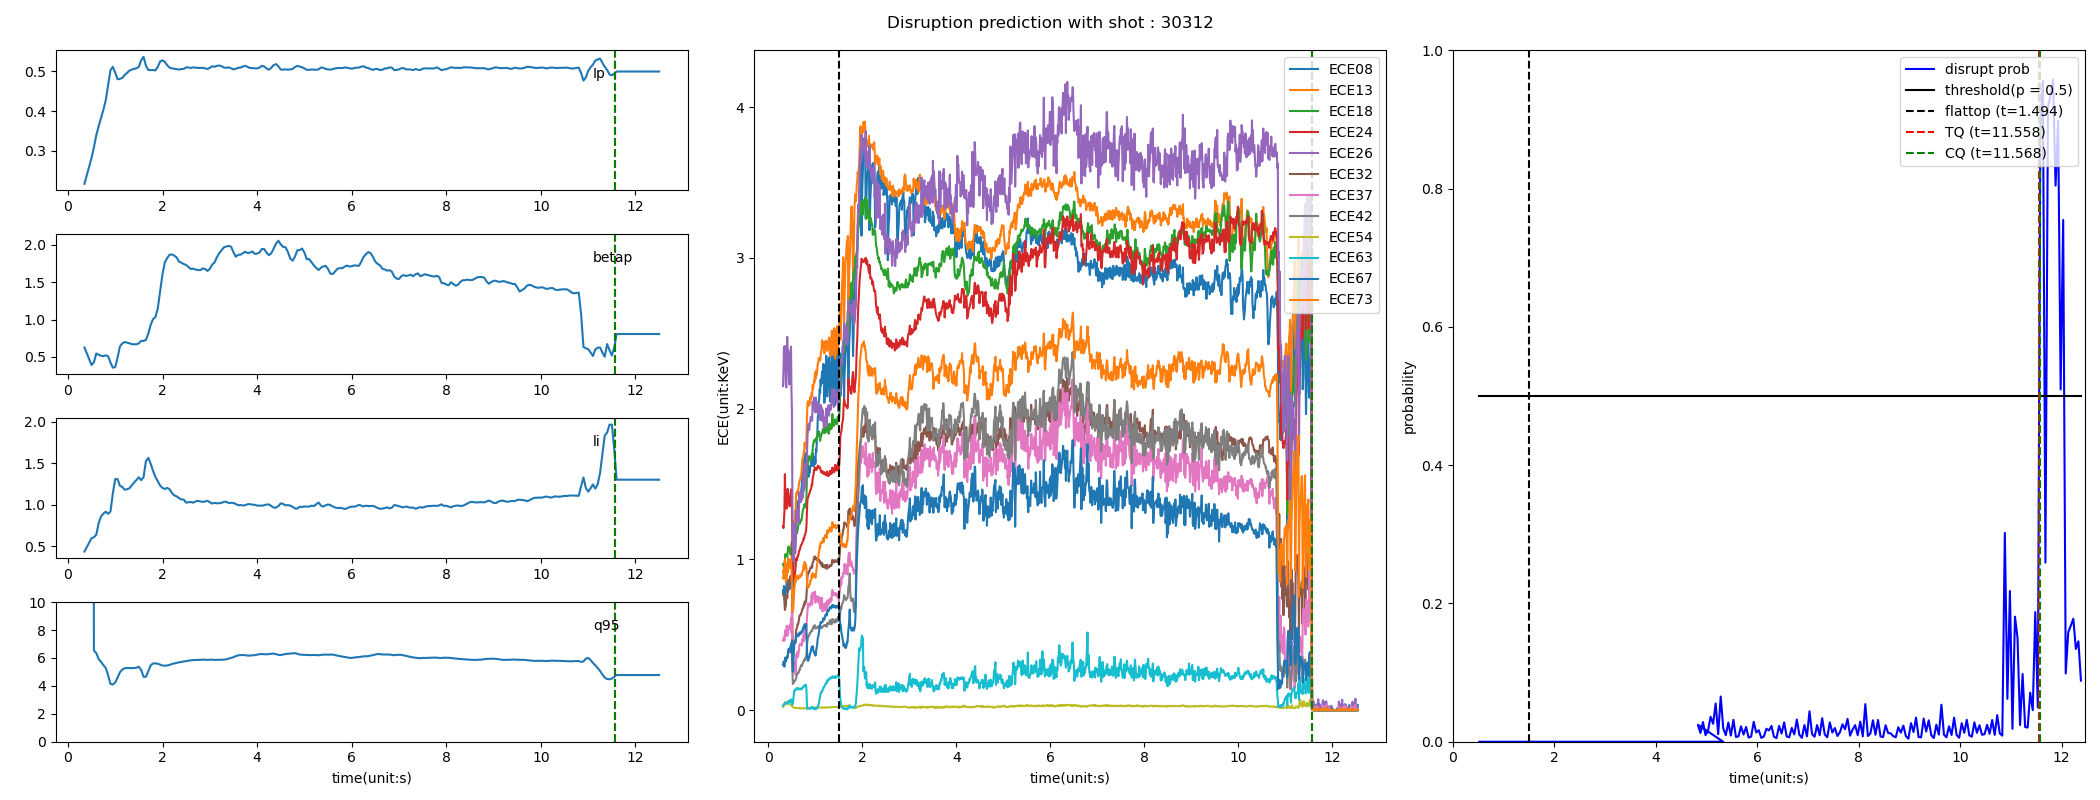 Disruption prediction with shot : 30312
0.5
0.4
0.3
Ip
0 2 4 6 8 10 12
2.0
1.5
1.0
0.5
betap
0 2 4 6 8 10 12
2.0
1.5
1.0
0.5
li
0 2 4 6 8 10 12
10
8
6
4
2
0
q95
0 2 4 6 8 10 12
time(unit:s)
ECE(unit:KeV)
4
3
2
1
0
ECE08
ECE13
ECE18
ECE24
ECE26
ECE32
ECE37
ECE42
ECE54
ECE63
ECE67
ECE73
0 2 4 6 8 10 12
time(unit:s)
probability
1.0
0.8
0.6
0.4
0.2
0.0
disrupt prob
threshold(p = 0.5)
flattop (t=1.494)
TQ (t=11.558)
CQ (t=11.568)
0 2 4 6 8 10 12
time(unit:s)